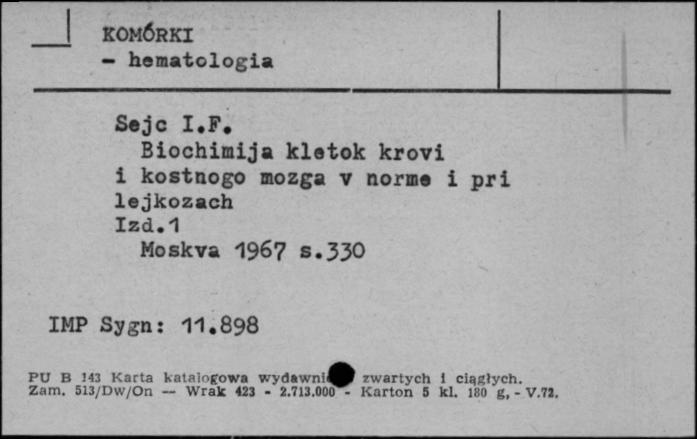 KOMÓRKI
- hematologia
Sejc I.F.
Biochimija kletok krovi
i kostnogo mozga v norme i pri
lejkozach
Izd.1
Moskva 1967 s.330
IMP Sygn: 11.898
PU B 143 Karta katalogowa zwartych i ciągłych.
Zam. 513/Dw/On — Wrak 423 - 2.713.000 - Karton 5 kl. 180 g, - V.72.